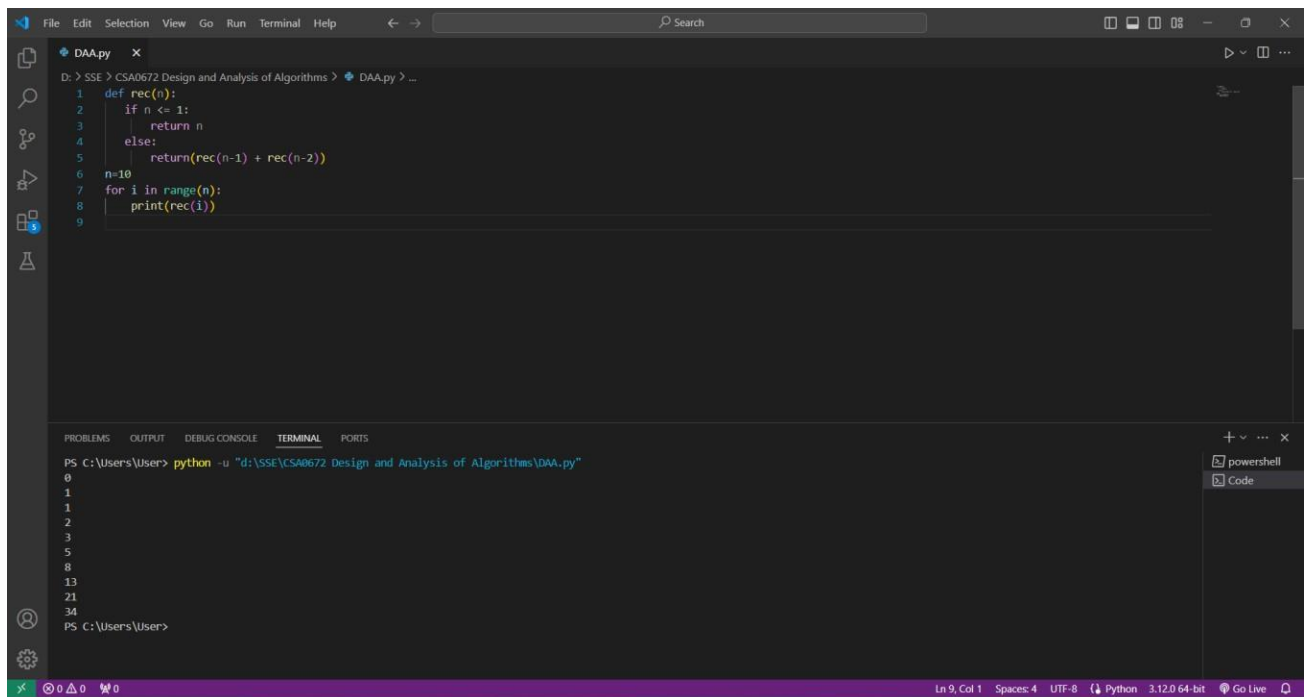 File Edit Selection View Go Run Terminal Help
Search
DAA.py
D: > SSE > CSA0672 Design and Analysis of Algorithms > DAA.py > ...
1 def rec(n):
2     if n <= 1:
3         return n
4     else:
5         return(rec(n-1) + rec(n-2))
6 n=10
7 for i in range(n):
8     print(rec(i))
9
5
PROBLEMS OUTPUT DEBUG CONSOLE TERMINAL PORTS
PS C:\Users\User> python -u "d:\SSE\CSA0672 Design and Analysis of Algorithms\DAA.py"
0
1
1
2
3
5
8
13
21
34
PS C:\Users\User>
powershell
Code
0 0 0
Ln 9, Col 1 Spaces: 4 UTF-8 Python 3.12.0 64-bit Go Live